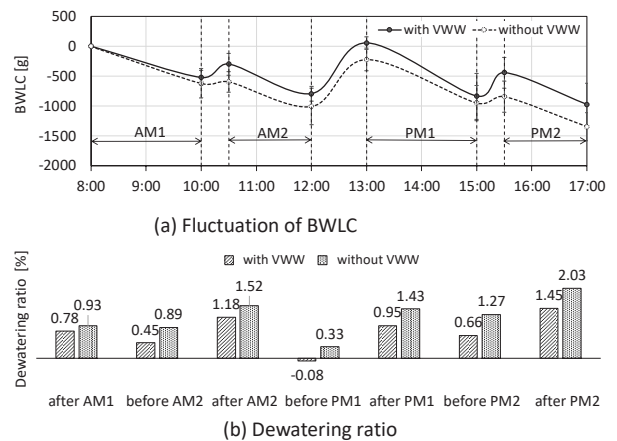 500
with VWW
without VWW
0
-500
-1000
-1500
-2000
BWLC [g]
AM1
AM2
PM1
PM2
8:00
9:00
10:00
11:00
12:00
13:00
14:00
15:00
16:00
17:00
(a) Fluctuation of BWLC
Dewatering ratio [%]
with VWW
without VWW
0.78
0.93
0.45
0.89
1.18
1.52
-0.08
0.33
0.95
1.43
0.66
1.27
1.45
2.03
after AM1
before AM2
after AM2
before PM1
after PM1
before PM2
after PM2
(b) Dewatering ratio